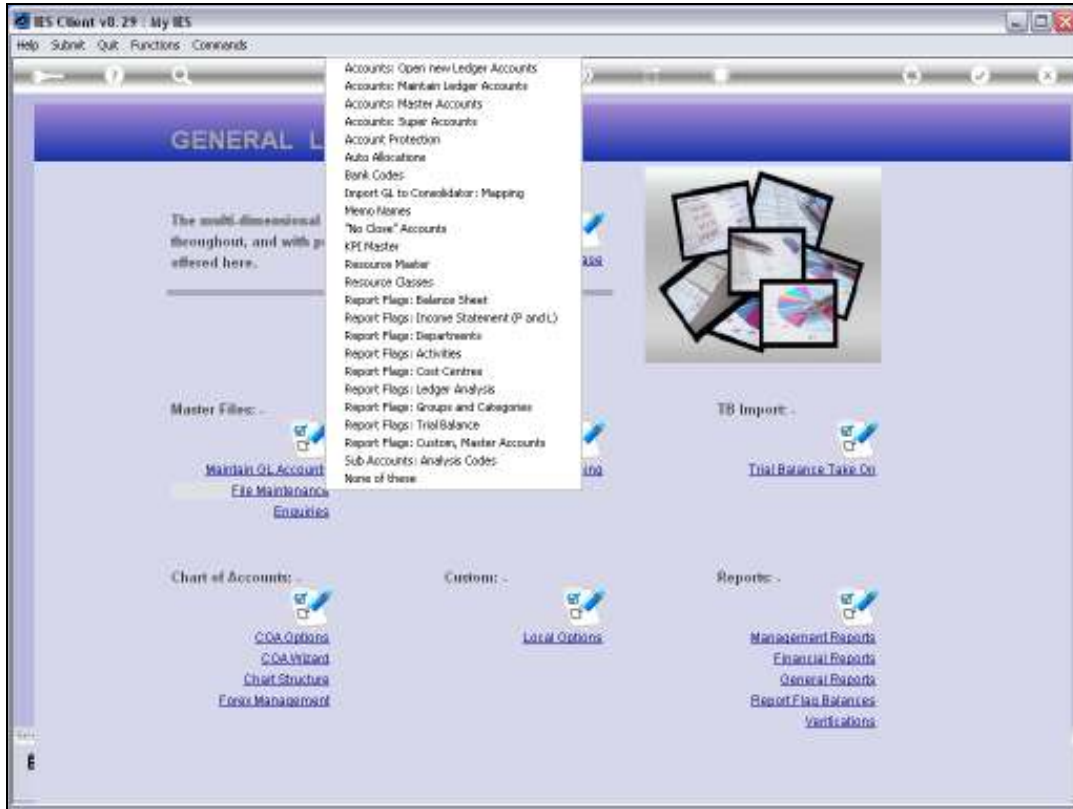 IES Client v8.29 : My IES
Help Submit Quit Functions Commands
GENERAL L
Accounts: Open new Ledger Accounts
Accounts: Maintain Ledger Accounts
Accounts: Master Accounts
Accounts: Super Accounts
Account Protection
Auto Allocations
Bank Codes
Import GL to Consolidator: Mapping
Memo Names
"No Close" Accounts
KPI Master
Resource Master
Resource Classes
Report Flags: Balance Sheet
Report Flags: Income Statement (P and L)
Report Flags: Departments
Report Flags: Activities
Report Flags: Cost Centres
Report Flags: Ledger Analysis
Report Flags: Groups and Categories
Report Flags: Trial Balance
Report Flags: Custom, Master Accounts
Sub Accounts: Analysis Codes
None of these
The multi-dimensional
throughout, and with p
offered here.
ase
Master Files: -
Maintain GL Account
File Maintenance
Enquiries
ing
TB Import: -
Trial Balance Take On
Chart of Accounts: -
COA Options
COA Wizard
Chart Structure
Forex Management
Custom: -
Local Options
Reports: -
Management Reports
Financial Reports
General Reports
Report Flag Balances
Verifications